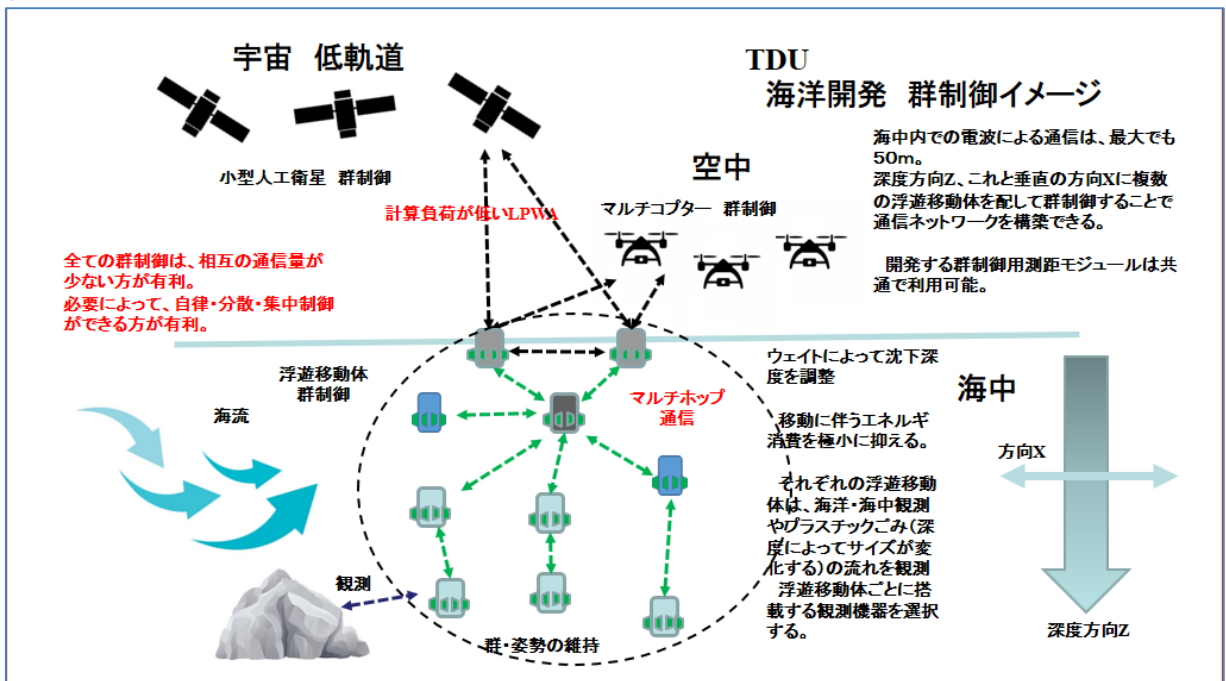 宇宙 低軌道
TDU
海洋開発 群制御イメージ
小型人工衛星 群制御
計算負荷が低いLPWA
空中
マルチコプター 群制御
海中内での電波による通信は、最大でも
50m。
深度方向Z、これと垂直の方向Xに複数
の浮遊移動体を配して群制御することで
通信ネットワークを構築できる。
開発する群制御用測距モジュールは共
通で利用可能。
全ての群制御は、相互の通信量が
少ない方が有利。
必要によって、自律・分散・集中制御
ができる方が有利。
浮遊移動体
群制御
海流
マルチホップ
通信
ウェイトによって沈下深
度を調整
移動に伴うエネルギ
消費を極小に抑える。
それぞれの浮遊移動
体は、海洋・海中観測
やプラスチックごみ(深
度によってサイズが変
化する)の流れを観測
浮遊移動体ごとに搭
載する観測機器を選択
する。
海中
方向X
深度方向Z
観測
群・姿勢の維持